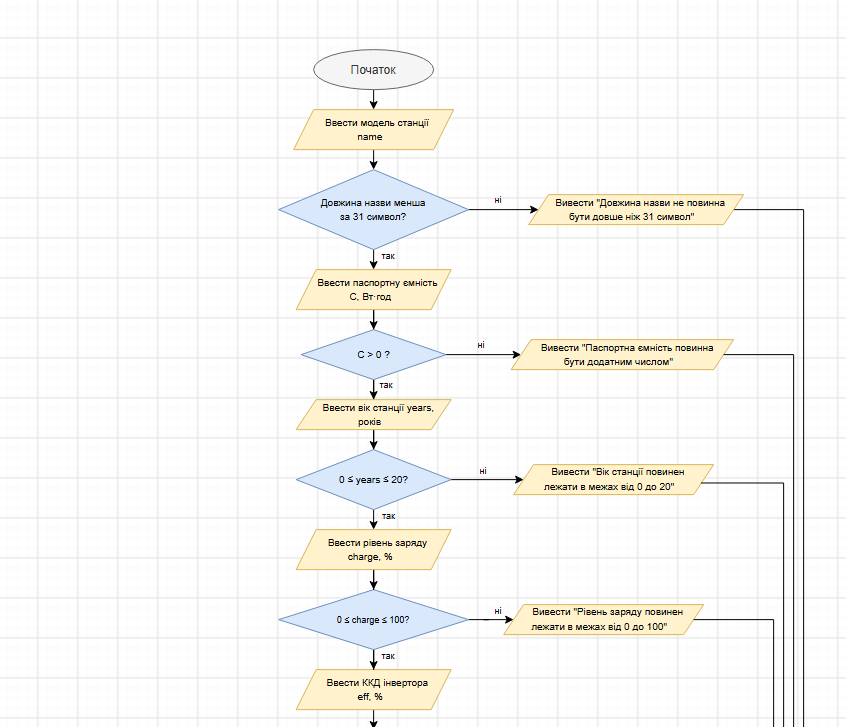 Початок
Ввести модель станції
name
Довжина назви менша
за 31 символ?
ні
Вивести "Довжина назви не повинна
бути довше ніж 31 символ"
так
Ввести паспортну ємність
C, Вт·год
C > 0 ?
ні
Вивести "Паспортна ємність повинна
бути додатним числом"
так
Ввести вік станції years,
років
0 ≤ years ≤ 20?
ні
Вивести "Вік станції повинен
лежати в межах від 0 до 20"
так
Ввести рівень заряду
charge, %
0 ≤ charge ≤ 100?
ні
Вивести "Рівень заряду повинен
лежати в межах від 0 до 100"
так
Ввести ККД інвертора
eff, %